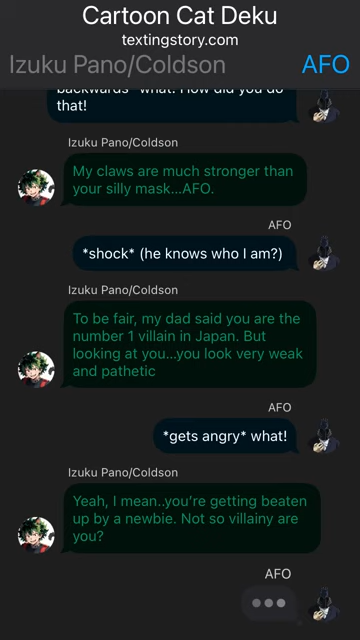 Cartoon Cat Deku
textingstory.com
Izuku Pano/Coldson
AFO
backwards* what! How did you do
that!
Izuku Pano/Coldson
My claws are much stronger than
your silly mask...AFO.
AFO
*shock* (he knows who I am?)
Izuku Pano/Coldson
To be fair, my dad said you are the
number 1 villain in Japan. But
looking at you...you look very weak
and pathetic
AFO
*gets angry* what!
Izuku Pano/Coldson
Yeah, I mean..you’re getting beaten
up by a newbie. Not so villainy are
you?
AFO